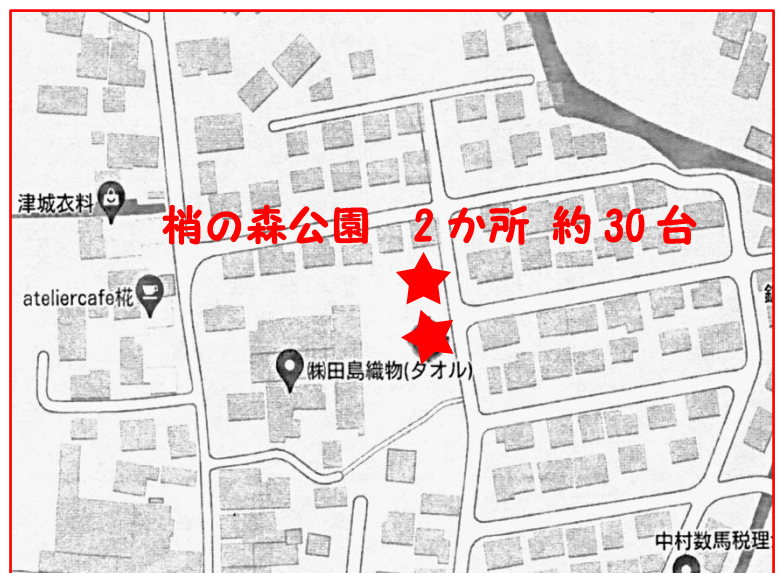 津城衣料
梢の森公園 2か所 約30台
ateliercafe椛
㈱田島織物(タオル)
中村数馬税理